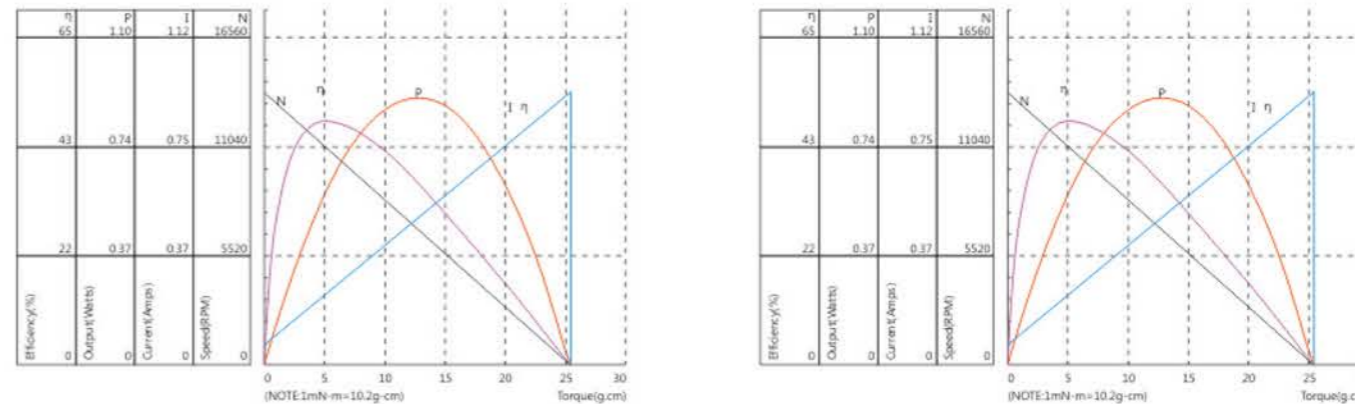 η P I N
65 1.10 1.12 16560
N η P I η
43 0.74 0.75 11040
22 0.37 0.37 5520
Efficiency(%) Output(Watts) Current(Amps) Speed(RPM)
0 0 0 0
0 5 10 15 20 25 30
(NOTE:1mN-m=10.2g-cm) Torque(g.cm)
η P I N
65 1.10 1.12 16560
N η P I η
43 0.74 0.75 11040
22 0.37 0.37 5520
Efficiency(%) Output(Watts) Current(Amps) Speed(RPM)
0 0 0 0
0 5 10 15 20 25
(NOTE:1mN-m=10.2g-cm) Torque(g.c